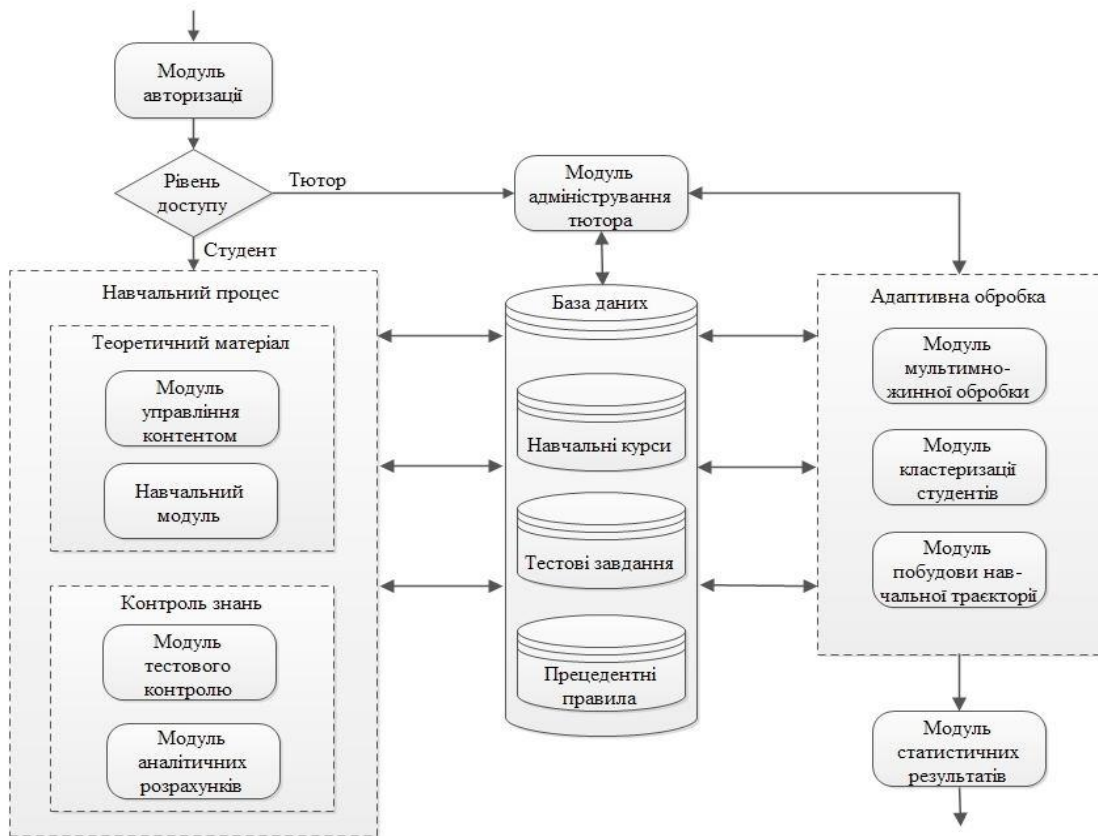 Модуль
авторизації
Рівень
доступу
Тютор
Студент
Модуль
адміністрування
тютора
Навчальний процес
Теоретичний матеріал
Модуль
управління
контентом
Навчальний
модуль
Контроль знань
Модуль
тестового
контролю
Модуль
аналітичних
розрахунків
База даних
Навчальні курси
Тестові завдання
Прецедентні
правила
Адаптивна обробка
Модуль
мультимно-
жинної обробки
Модуль
кластеризації
студентів
Модуль
побудови нав-
чальної траєкторії
Модуль
статистичних
результатів